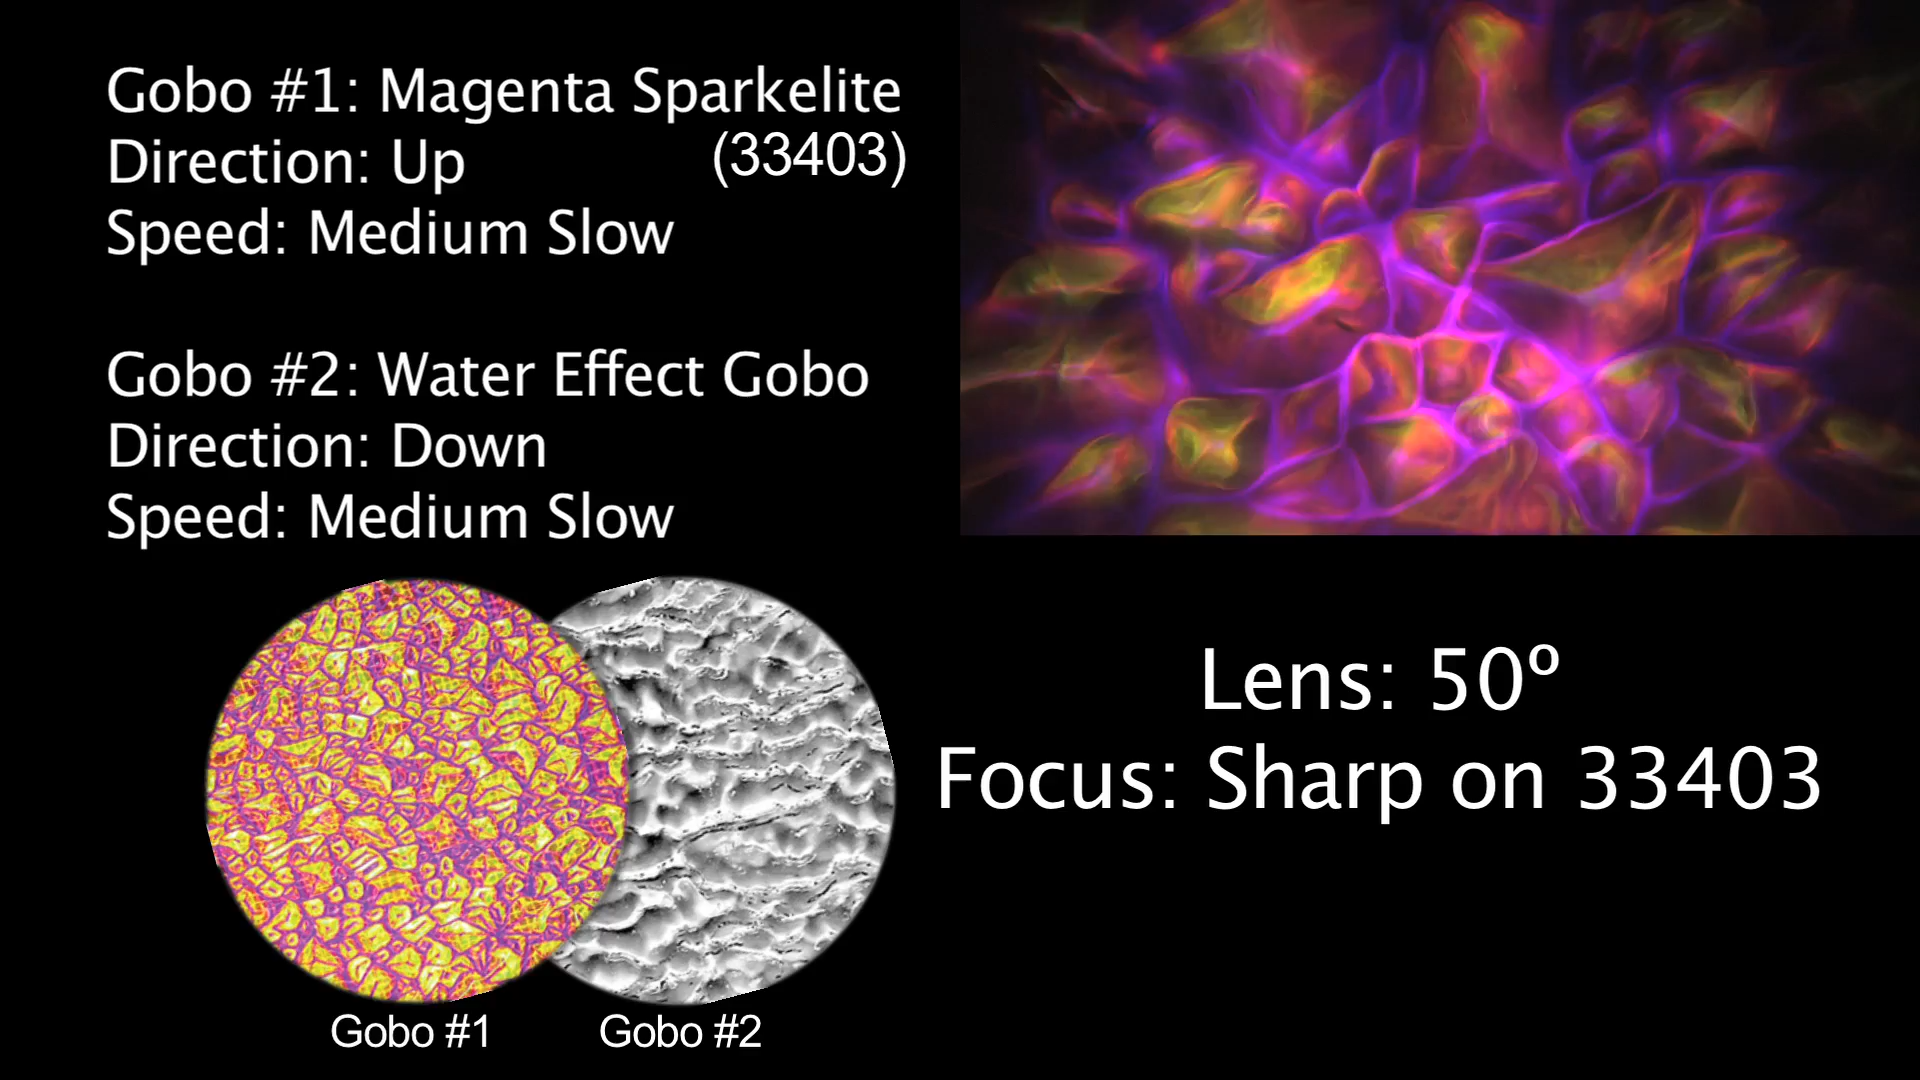 Gobo #1: Magenta Sparkelite
(33403)
Direction: Up
Speed: Medium Slow
Gobo #2: Water Effect Gobo
Direction: Down
Speed: Medium Slow
Lens: 50º
Focus: Sharp on 33403
Gobo #1
Gobo #2